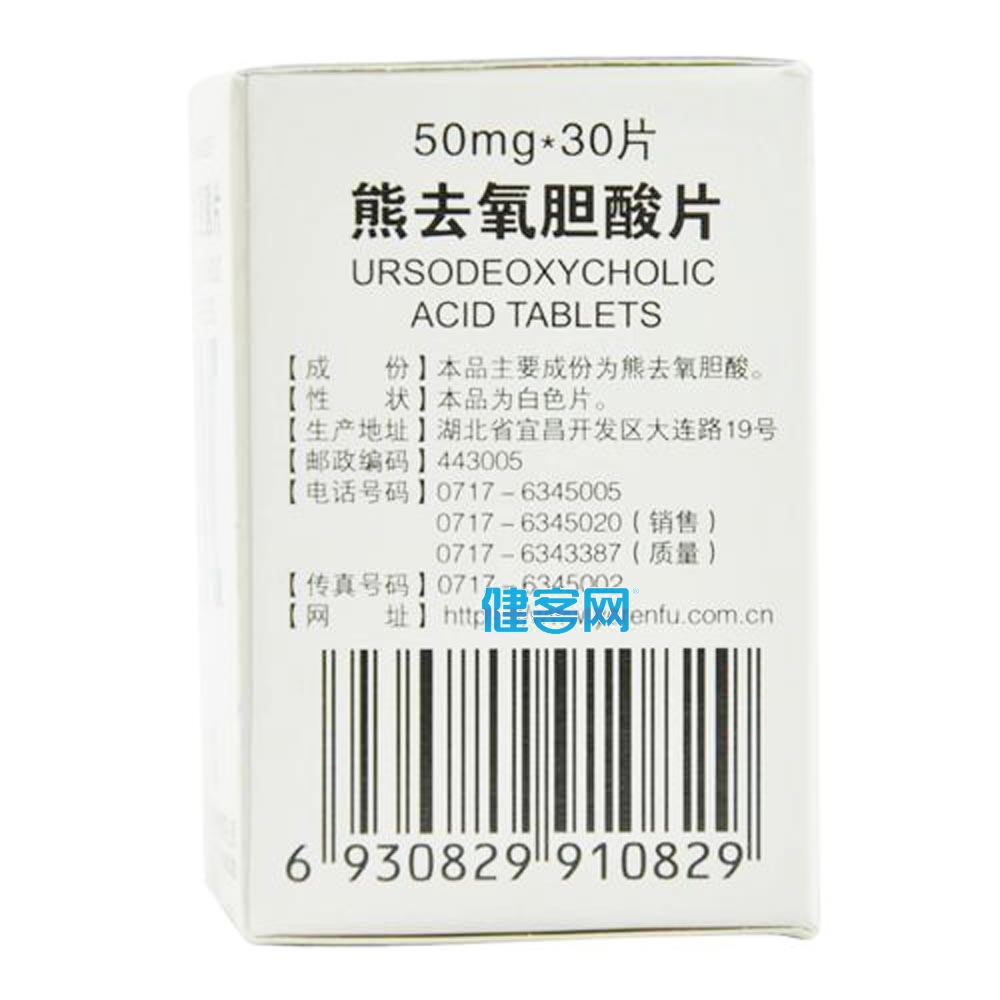 50mg*30片
熊去氧胆酸片
URSODEOXYCHOLIC
ACID TABLETS
【成 份】本品主要成份为熊去氧胆酸。
【性 状】本品为白色片。
【生产地址】湖北省宜昌开发区大连路19号
【邮政编码】443005
【电话号码】0717-6345005
0717-6345020(销售)
0717-6343387(质量)
【传真号码】0717-6345002
【网 址】
健客网
6 930829 910829